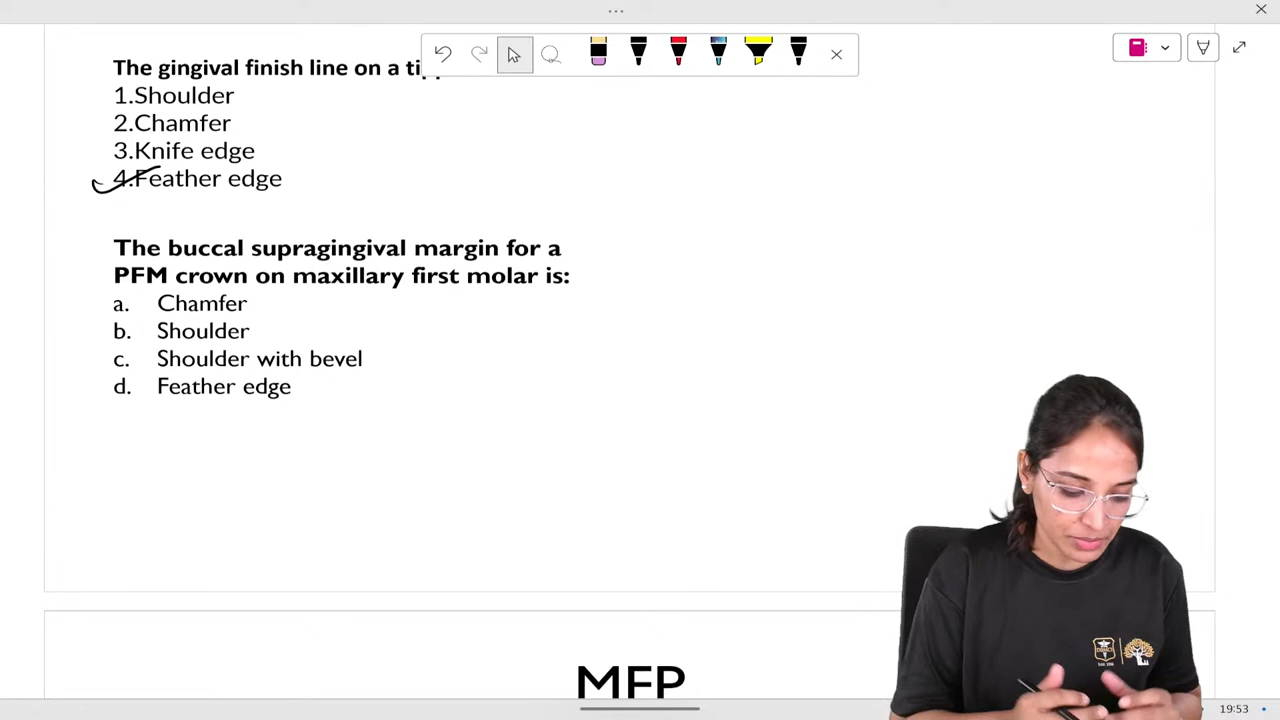 The gingival finish line on a
1.Shoulder
2.Chamfer
3.Knife edge
4.Feather edge
The buccal supragingival margin for a
PFM crown on maxillary first molar is:
a. Chamfer
b. Shoulder
c. Shoulder with bevel
d. Feather edge
MFP
19:53